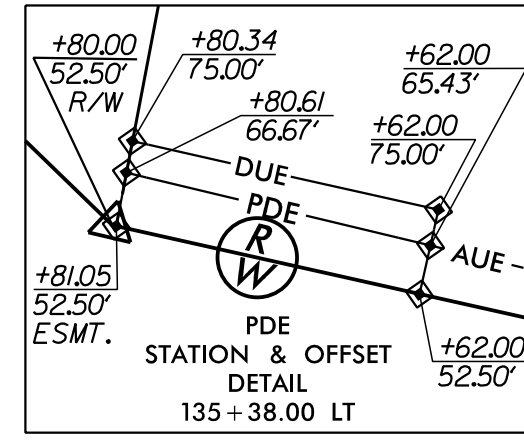 +80.00
52.50'
R/W
+80.34
75.00'
+62.00
65.43'
+80.61
66.67'
+62.00
75.00'
DUE
PDE
AUE
R
W
+81.05
52.50'
ESMT.
+62.00
52.50'
PDE
STATION & OFFSET
DETAIL
135+38.00 LT